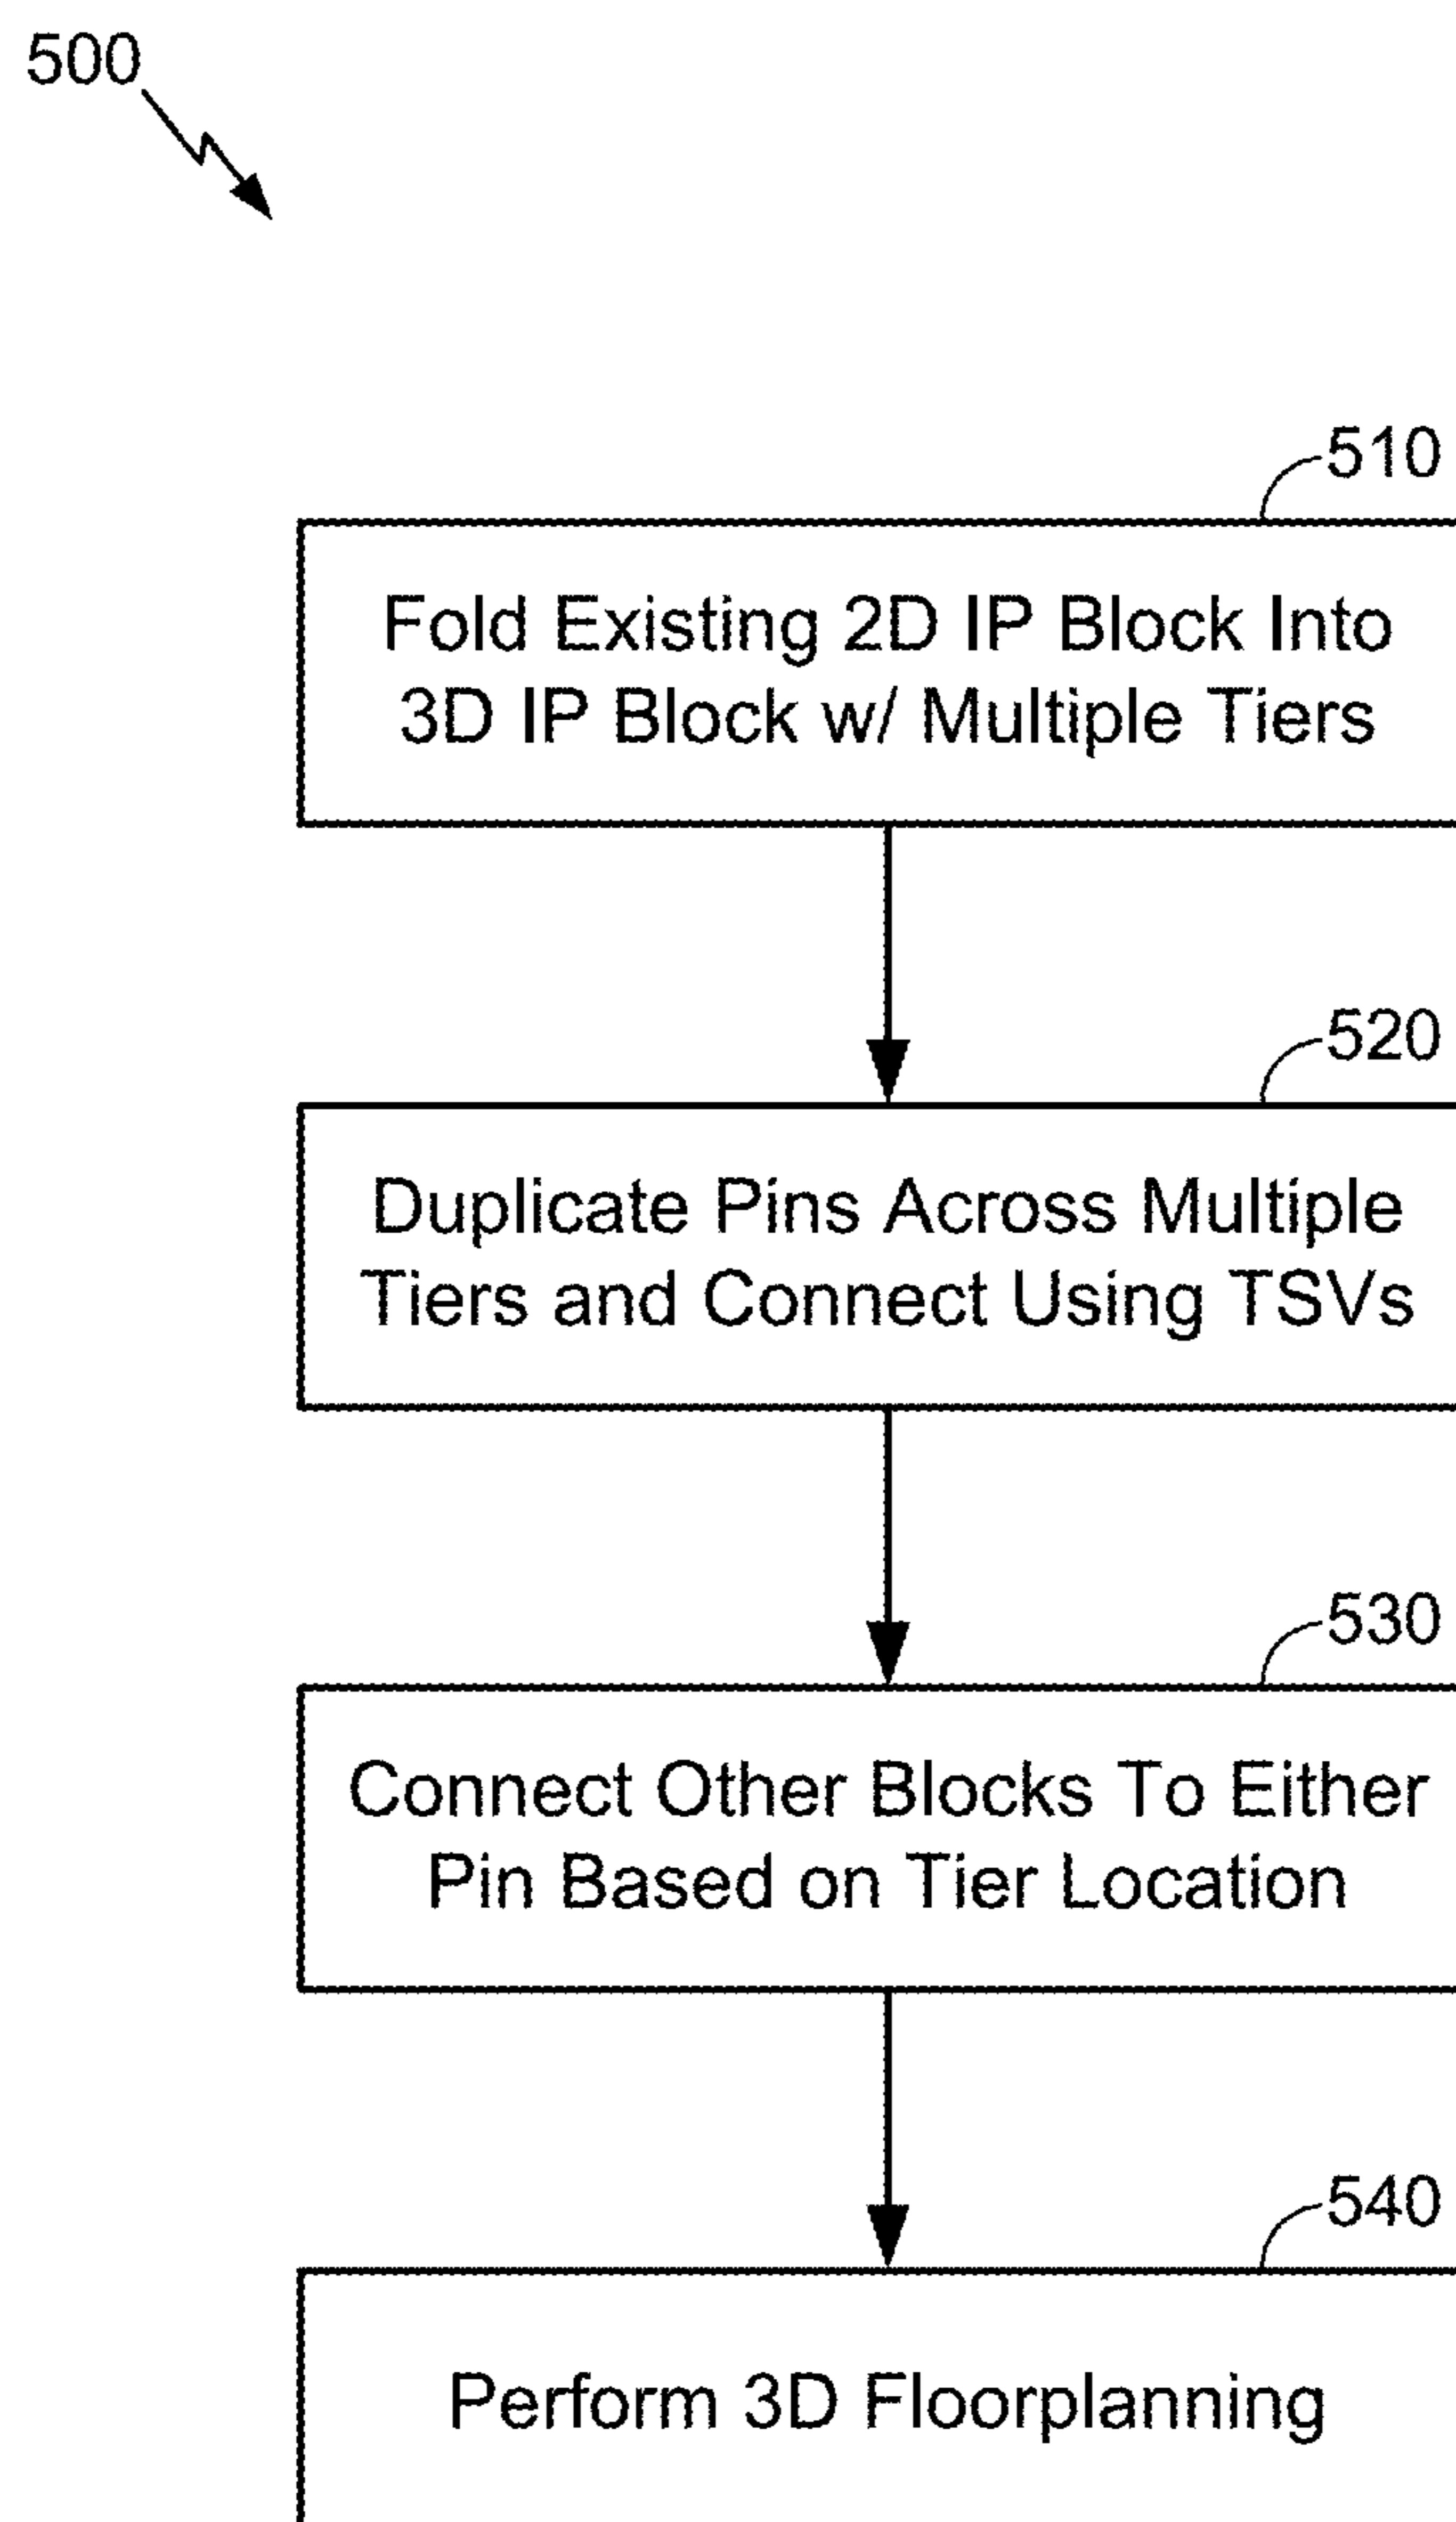 500
510
Fold Existing 2D IP Block Into
3D IP Block w/ Multiple Tiers
520
Duplicate Pins Across Multiple
Tiers and Connect Using TSVs
530
Connect Other Blocks To Either
Pin Based on Tier Location
540
Perform 3D Floorplanning